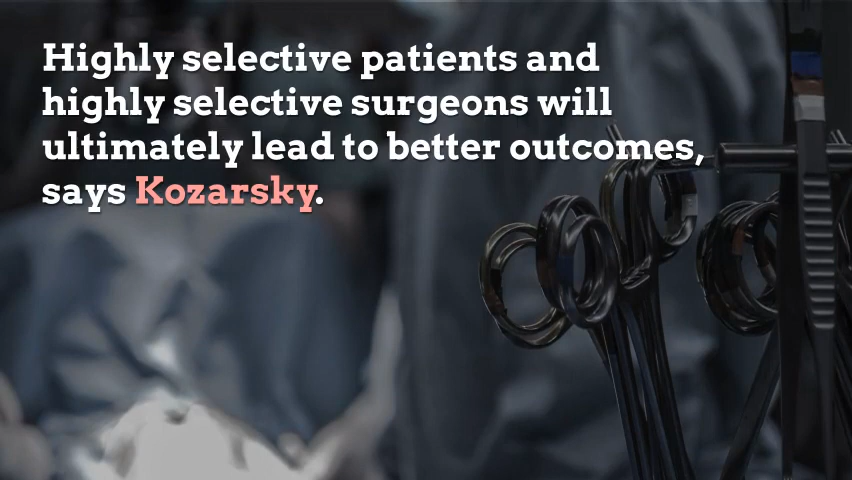 Highly selective patients and
highly selective surgeons will
ultimately lead to better outcomes,
says Kozarsky.